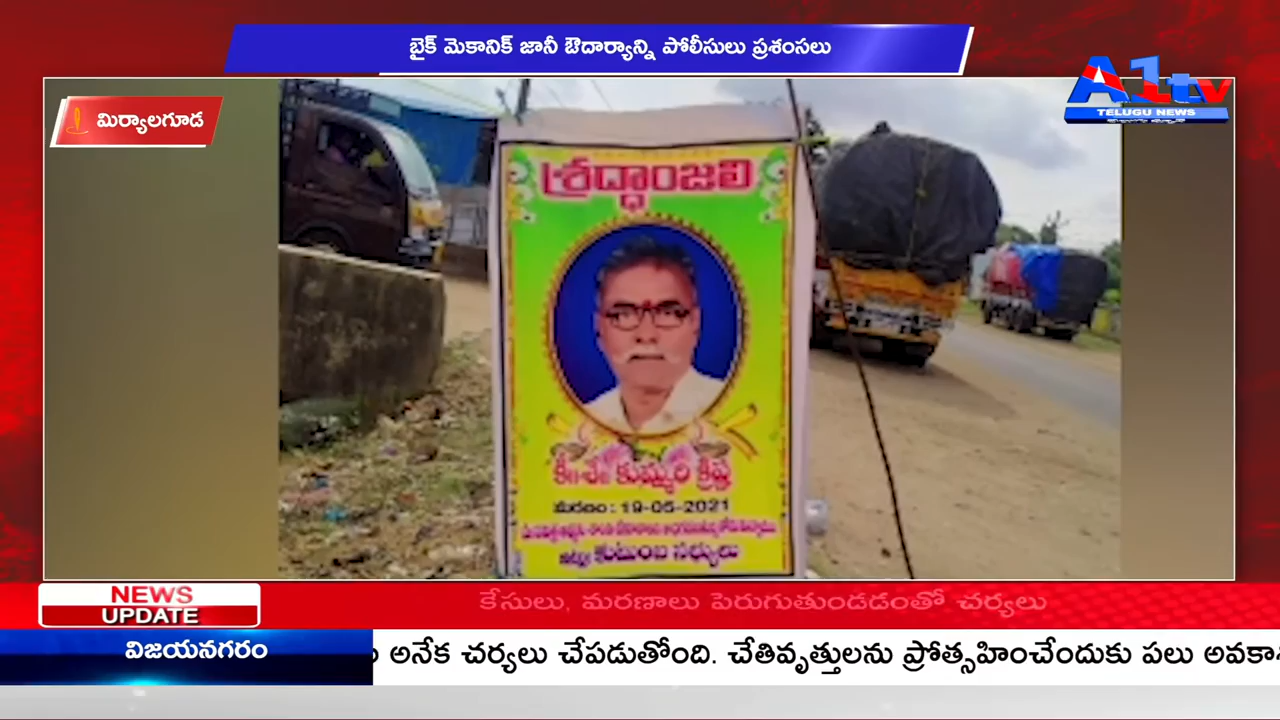 బైక్ మెకానిక్ జానీ ఔదార్యాన్ని పోలీసులు ప్రశంసలు
A1tv
TELUGU NEWS
మిర్యాలగూడ
శ్రద్ధాంజలి
కీ॥శే॥ కుమ్మరి
మరణం : 19-05-2021
కుటుంబ సభ్యులు
NEWS
UPDATE
కేసులు, మరణాలు పెరుగుతుండడంతో చర్యలు
విజయనగరం
అనేక చర్యలు చేపడుతోంది. చేతివృత్తులను ప్రోత్సహించేందుకు పలు